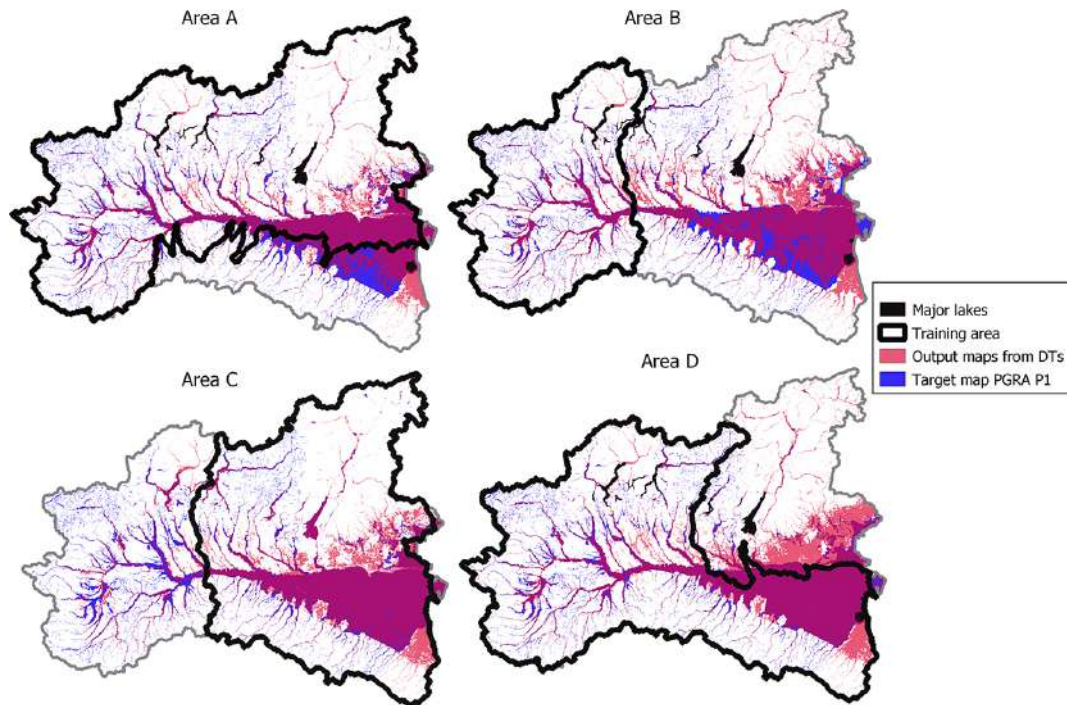 Area A
Area B
Major lakes
Training area
Output maps from DTs
Target map PGRA P1
Area C
Area D